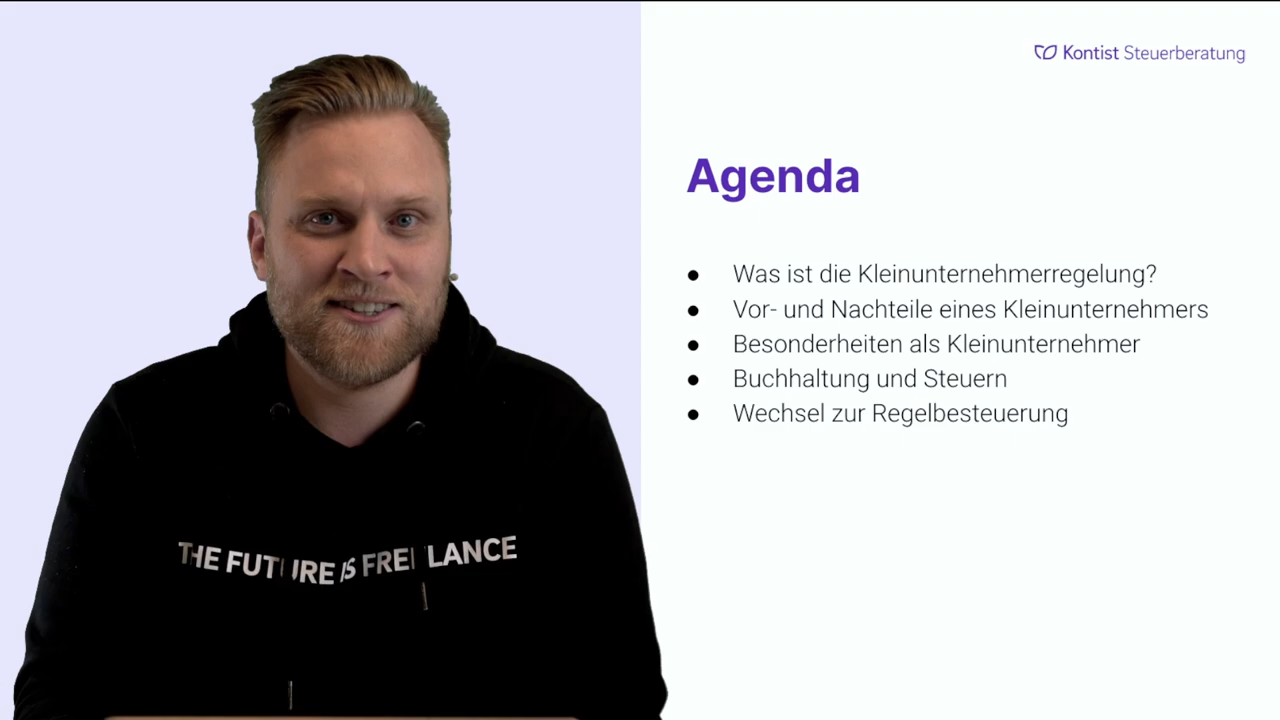 Kontist Steuerberatung
Agenda
● Was ist die Kleinunternehmerregelung?
● Vor- und Nachteile eines Kleinunternehmers
● Besonderheiten als Kleinunternehmer
● Buchhaltung und Steuern
● Wechsel zur Regelbesteuerung
THE FUTURE IS FREELANCE